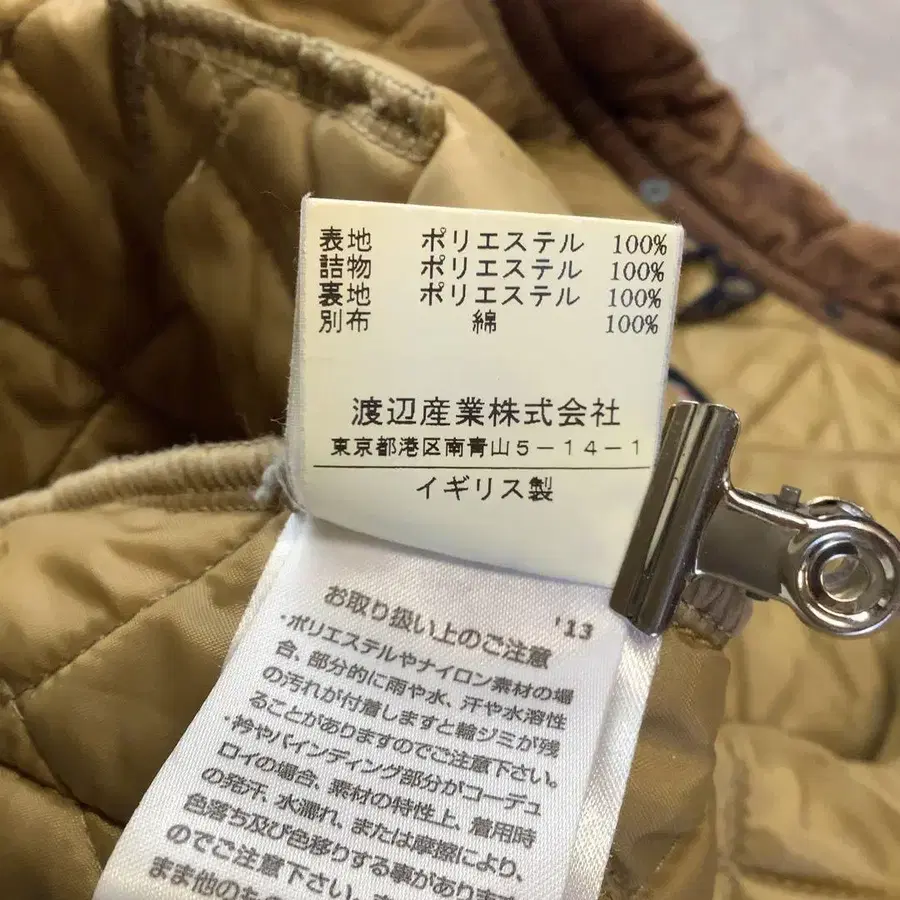 表地 ポリエステル 100%
詰物 ポリエステル 100%
裏地 ポリエステル 100%
別布 綿 100%
渡辺産業株式会社
東京都港区南青山5-14-1
イギリス製
'13
お取り扱い上のご注意
・ポリエステルやナイロン素材の場
合、部分的に雨や水、汗や水溶性
の汚れが付着しますと輪ジミが残
ることがありますのでご注意下さい。
・衿やバインディング部分がコーデュ
ロイの場合、素材の特性上、着用時
の発汗、水濡れ、または摩擦により、
色落ち及び色移りする事があります
のでご注意下さい。
まま他のも